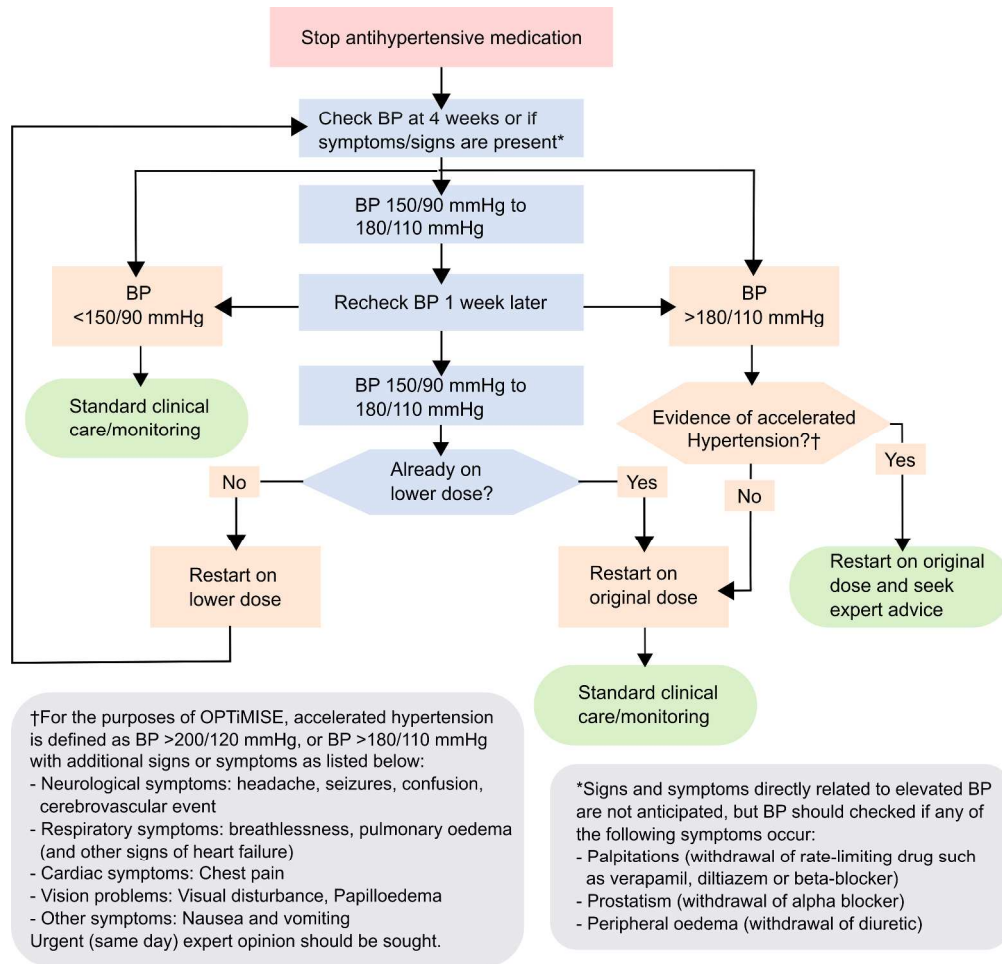 Stop antihypertensive medication
Check BP at 4 weeks or if
symptoms/signs are present*
BP 150/90 mmHg to
180/110 mmHg
BP
<150/90 mmHg
Recheck BP 1 week later
BP
>180/110 mmHg
Standard clinical
care/monitoring
BP 150/90 mmHg to
180/110 mmHg
Evidence of accelerated
Hypertension?†
Already on
lower dose?
No
Yes
No
Yes
Restart on
lower dose
Restart on
original dose
Restart on original
dose and seek
expert advice
Standard clinical
care/monitoring
†For the purposes of OPTiMISE, accelerated hypertension
is defined as BP >200/120 mmHg, or BP >180/110 mmHg
with additional signs or symptoms as listed below:
- Neurological symptoms: headache, seizures, confusion,
cerebrovascular event
- Respiratory symptoms: breathlessness, pulmonary oedema
(and other signs of heart failure)
- Cardiac symptoms: Chest pain
- Vision problems: Visual disturbance, Papilloedema
- Other symptoms: Nausea and vomiting
Urgent (same day) expert opinion should be sought.
*Signs and symptoms directly related to elevated BP
are not anticipated, but BP should checked if any of
the following symptoms occur:
- Palpitations (withdrawal of rate-limiting drug such
as verapamil, diltiazem or beta-blocker)
- Prostatism (withdrawal of alpha blocker)
- Peripheral oedema (withdrawal of diuretic)